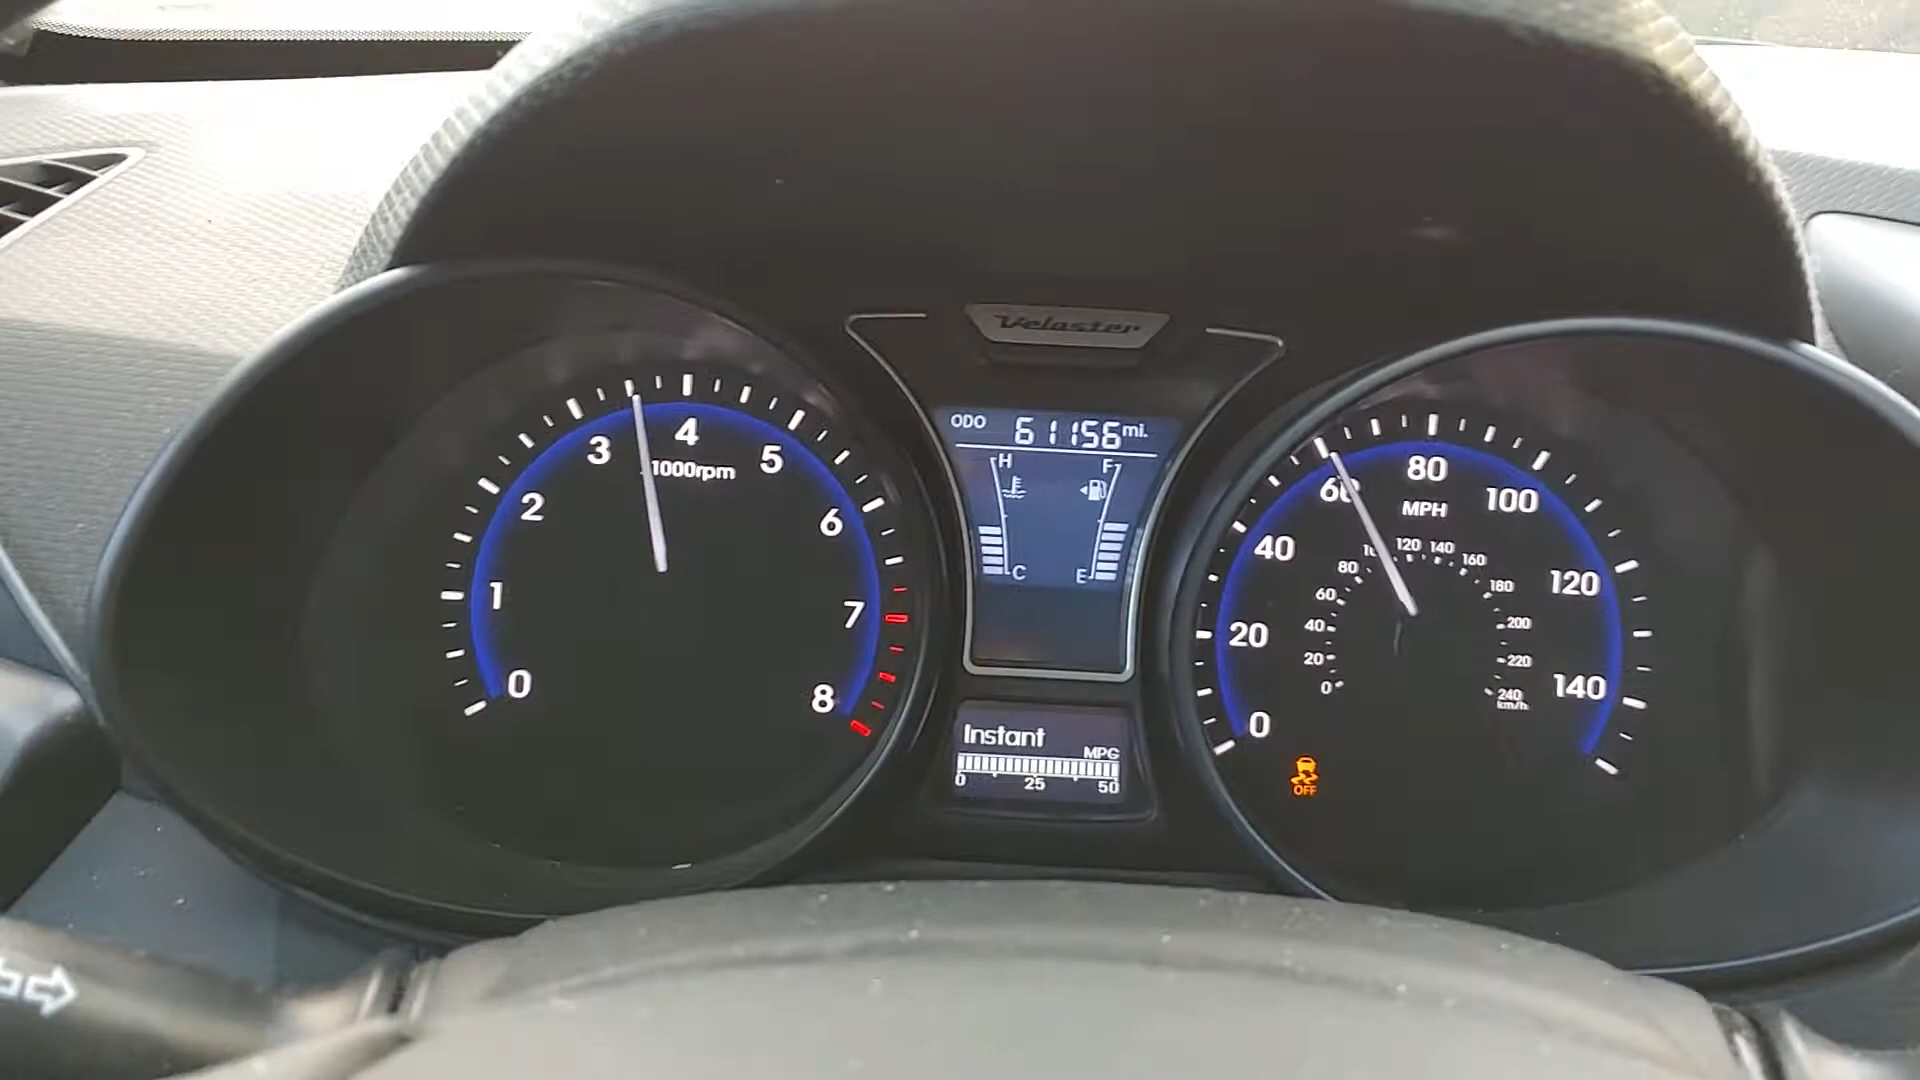 Veloster
ODO 61156 mi.
H
F
C
E
0
1
2
3
4
5
6
7
8
1000rpm
Instant
MPG
0 25 50
0
20
40
60
80
100
120
140
MPH
0
20
40
60
80
120
140
160
180
200
220
240
km/h
OFF